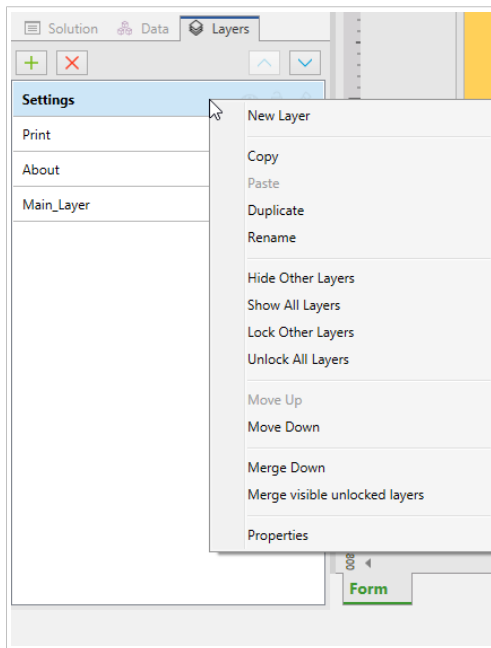 Solution Data Layers
Settings
Print
About
Main_Layer
New Layer
Copy
Paste
Duplicate
Rename
Hide Other Layers
Show All Layers
Lock Other Layers
Unlock All Layers
Move Up
Move Down
Merge Down
Merge visible unlocked layers
Properties
800
Form